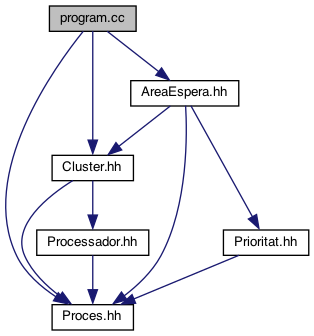 program.cc
AreaEspera.hh
Cluster.hh
Processador.hh
Prioritat.hh
Proces.hh